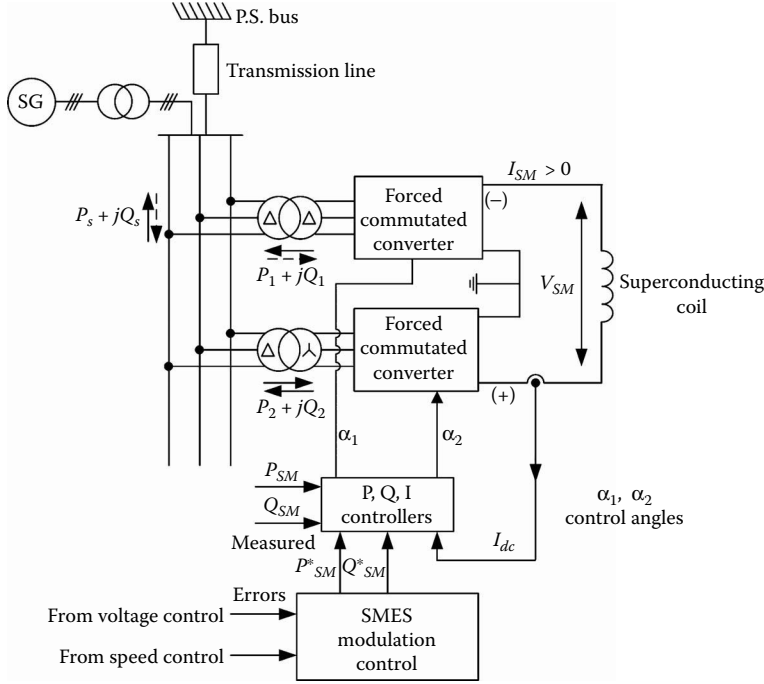 P.S. bus
Transmission line
SG
I_SM > 0
(–)
Forced
commutated
converter
P_s + jQ_s
Δ Δ
P_1 + jQ_1
V_SM
Superconducting
coil
Forced
commutated
converter
Δ
(+)
P_2 + jQ_2
α_1
α_2
P_SM
Q_SM
Measured
P, Q, I
controllers
α_1, α_2
control angles
I_dc
P*_SM Q*_SM
Errors
From voltage control
From speed control
SMES
modulation
control